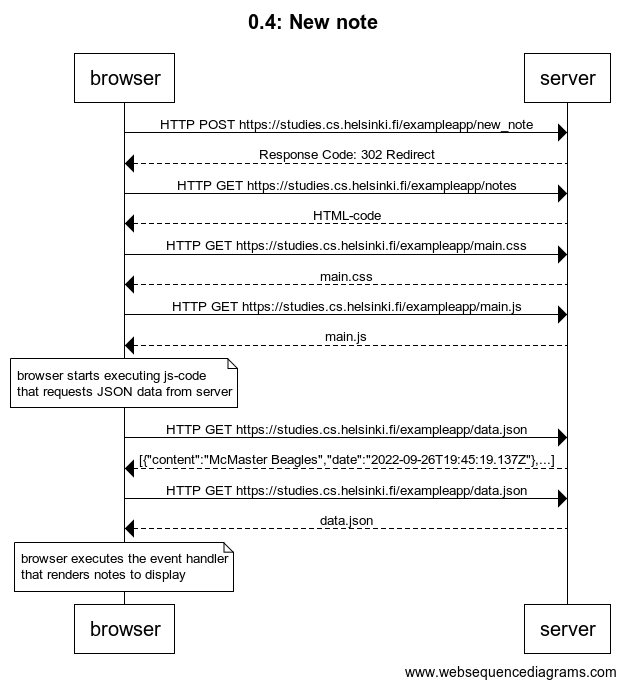 0.4: New note
browser
server
HTTP POST https://studies.cs.helsinki.fi/exampleapp/new_note
Response Code: 302 Redirect
HTTP GET https://studies.cs.helsinki.fi/exampleapp/notes
HTML-code
HTTP GET https://studies.cs.helsinki.fi/exampleapp/main.css
main.css
HTTP GET https://studies.cs.helsinki.fi/exampleapp/main.js
main.js
browser starts executing js-code
that requests JSON data from server
HTTP GET https://studies.cs.helsinki.fi/exampleapp/data.json
[{"content":"McMaster Beagles","date":"2022-09-26T19:45:19.137Z"},...]
HTTP GET https://studies.cs.helsinki.fi/exampleapp/data.json
data.json
browser executes the event handler
that renders notes to display
browser
server
www.websequencediagrams.com